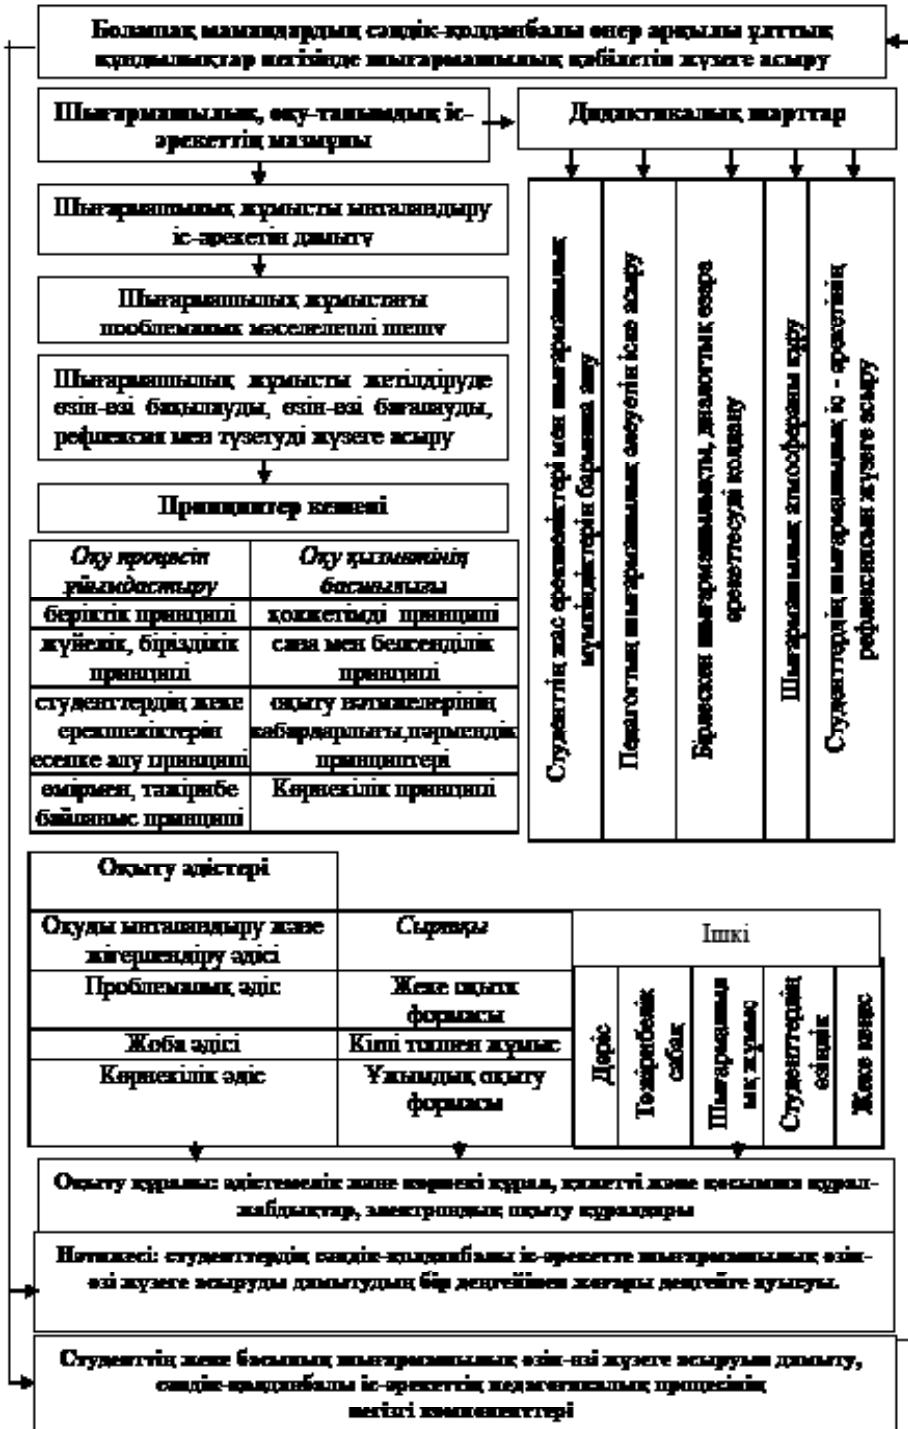 Болашақ мамандардың сәндік-қолданбалы өнер арқылы ұлттық
құндылықтар негізінде шығармашылық қабілетін жүзеге асыру
Шығармашылық, оқу-танымдық іс-
әрекеттің мазмұны
Дидактикалық шарттар
Шығармашылық жұмысты ынталандыру
іс-әрекетін дамыту
Шығармашылық жұмыстағы
проблемалық мәселелерді шешу
Шығармашылық жұмысты жетілдіруде
өзін-өзі бақылауды, өзін-өзі бағалауды,
рефлексия мен түзетуді жүзеге асыру
Принциптер кешені
Оқу процесін
ұйымдастыру
Оқу қызметінің
басшылығы
беріктік принципі
қолжетімді принципі
жүйелік, бірізділік
принципі
сана мен белсенділік
принципі
студенттердің жеке
ерекшеліктерін
есепке алу принципі
оқыту нәтижелерінің
хабардарлығы,пәрменділік
принциптері
өмірмен, тәжірибе
байланыс принципі
Көрнекілік принципі
Студенттің жас ерекшеліктері мен шығармашылық
мүмкіндіктерін барынша алу
Педагогтың шығармашылық әлеуетін іске асыру
Бірлескен шығармашылықты, диалогтық өзара
әрекеттесуді қолдану
Шығармашылық атмосфераны құру
Студенттердің шығармашылық іс - әрекетінің
рефлексиясын жүзеге асыру
Оқыту әдістері
Оқуды ынталандыру және
жігерлендіру әдісі
Сыртқы
Ішкі
Проблемалық әдіс
Жеке оқыту
формасы
Жоба әдісі
Кіші топпен жұмыс
Көрнекілік әдіс
Ұжымдық оқыту
формасы
Дәріс
Тәжірибелік
сабақ
Шығармашыл
ық жұмыс
Студенттердің
өзіндік
Жеке кеңес
Оқыту құралы: әдістемелік және көрнекі құрал, қажетті және қосымша құрал-
жабдықтар, электрондық оқыту құралдары
Нәтижесі: студенттердің сәндік-қолданбалы іс-әрекетте шығармашылық өзін-
өзі жүзеге асыруды дамытудың бір деңгейінен жоғары деңгейге ауысуы.
Студенттің жеке басының шығармашылық өзін-өзі жүзеге асыруын дамыту,
сәндік-қолданбалы іс-әрекеттің педагогикалық процесінің
негізгі компоненттері